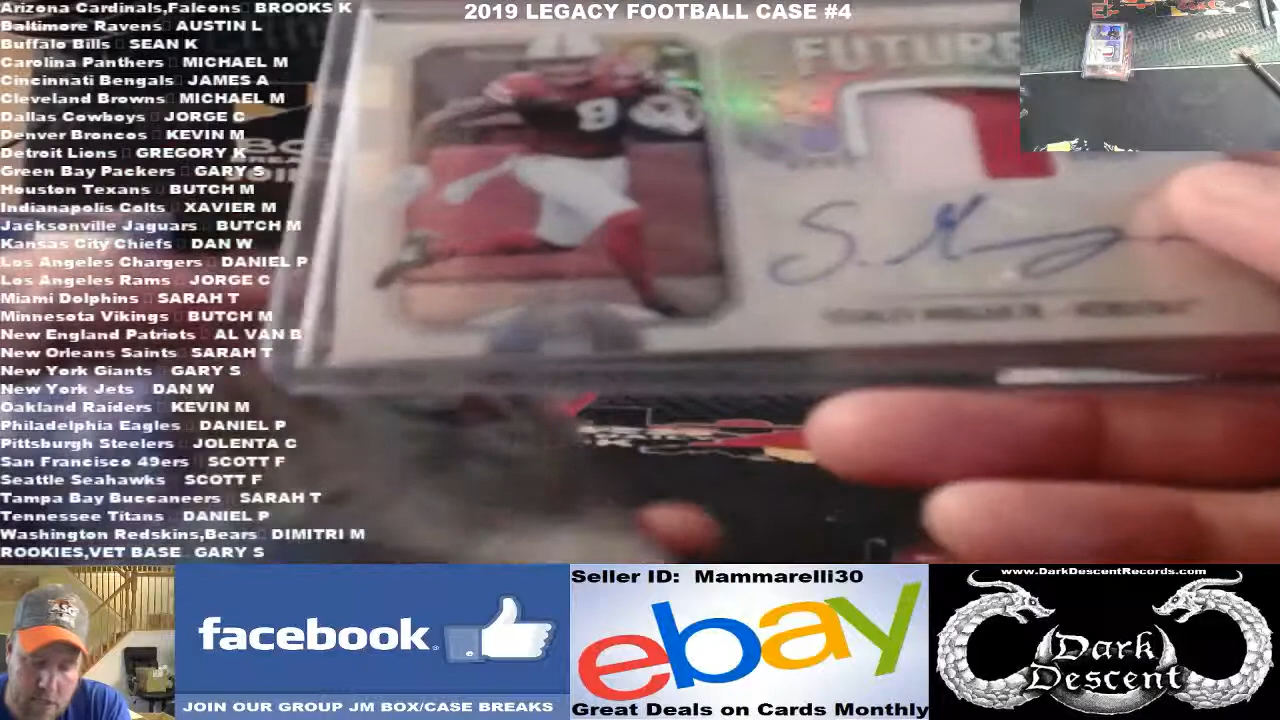 2019 LEGACY FOOTBALL CASE #4
Arizona Cardinals,Falcons BROOKS K
Baltimore Ravens AUSTIN L
Buffalo Bills SEAN K
Carolina Panthers MICHAEL M
Cincinnati Bengals JAMES A
Cleveland Browns MICHAEL M
Dallas Cowboys JORGE C
Denver Broncos KEVIN M
Detroit Lions GREGORY K
Green Bay Packers GARY S
Houston Texans BUTCH M
Indianapolis Colts XAVIER M
Jacksonville Jaguars BUTCH M
Kansas City Chiefs DAN W
Los Angeles Chargers DANIEL P
Los Angeles Rams JORGE C
Miami Dolphins SARAH T
Minnesota Vikings BUTCH M
New England Patriots AL VAN B
New Orleans Saints SARAH T
New York Giants GARY S
New York Jets DAN W
Oakland Raiders KEVIN M
Philadelphia Eagles DANIEL P
Pittsburgh Steelers JOLENTA C
San Francisco 49ers SCOTT F
Seattle Seahawks SCOTT F
Tampa Bay Buccaneers SARAH T
Tennessee Titans DANIEL P
Washington Redskins,Bears DIMITRI M
ROOKIES,VET BASE GARY S
FUTURE
9
facebook
JOIN OUR GROUP JM BOX/CASE BREAKS
Seller ID: Mammarelli30
ebay
Great Deals on Cards Monthly
www.DarkDescentRecords.com
Dark
Descent